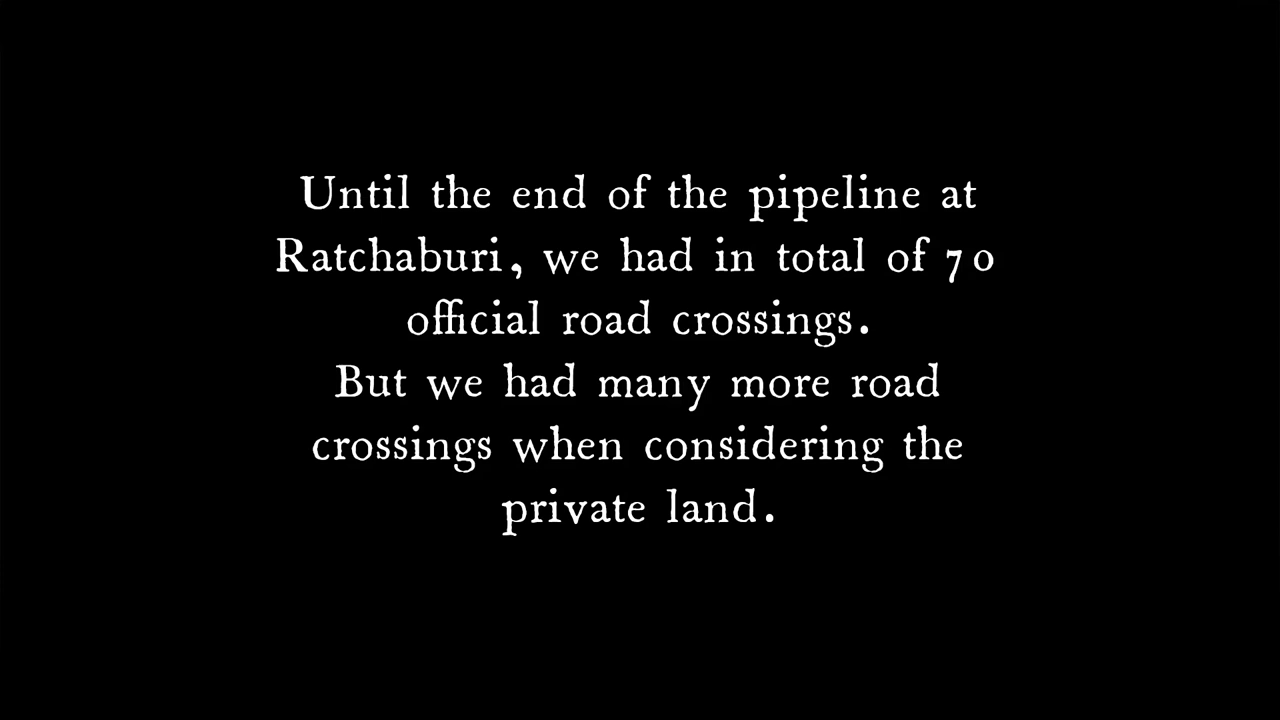 Until the end of the pipeline at
Ratchaburi, we had in total of 70
official road crossings.
But we had many more road
crossings when considering the
private land.